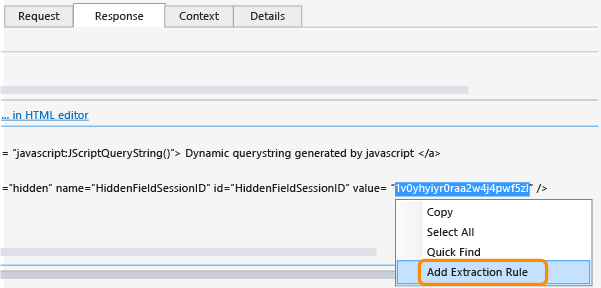 Request Response Context Details
... in HTML editor
= "javascript:JScriptQueryString()"> Dynamic querystring generated by javascript </a>
="hidden" name="HiddenFieldSessionID" id="HiddenFieldSessionID" value= "1v0yhyiyr0raa2w4j4pwf5zl" />
Copy
Select All
Quick Find
Add Extraction Rule